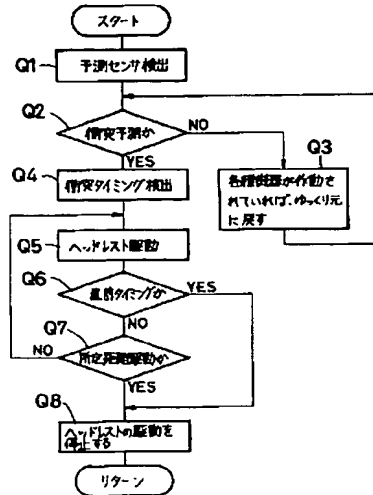 スタート
Q1
予測センサ検出
Q2
衝突予測か
NO
YES
Q3
各種機器が作動さ
れていれば、ゆっくり元
に戻す
Q4
衝突タイミング検出
Q5
ヘッドレスト駆動
Q6
直前タイミングか
YES
NO
Q7
所定距離駆動か
NO
YES
Q8
ヘッドレストの駆動を
停止する
リターン